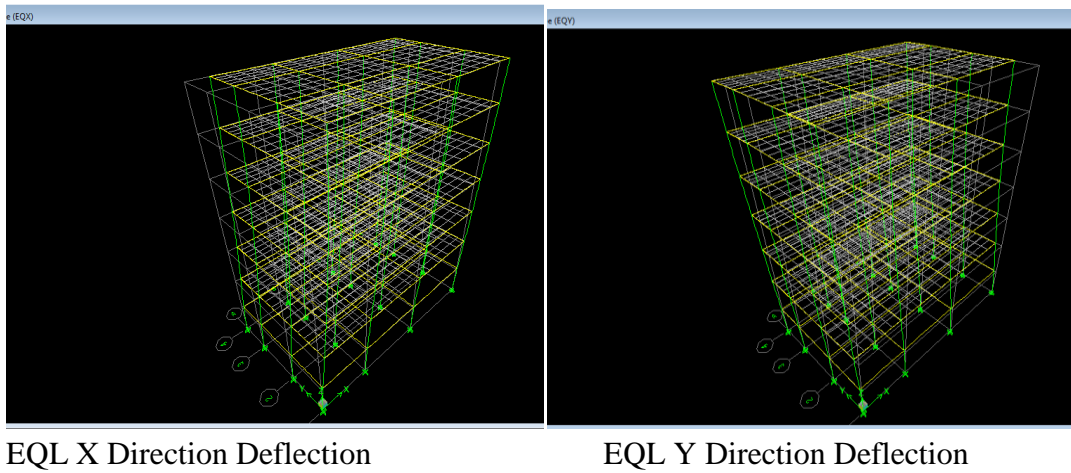 e (EQX)
e (EQY)
Z
Y
X
Y
X
EQL X Direction Deflection
EQL Y Direction Deflection